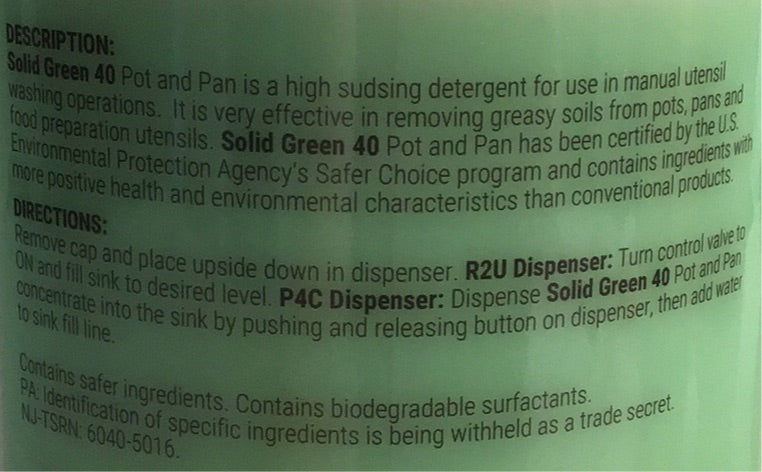 DESCRIPTION:
Solid Green 40 Pot and Pan is a high sudsing detergent for use in manual utensil
washing operations. It is very effective in removing greasy soils from pots, pans and
food preparation utensils. Solid Green 40 Pot and Pan has been certified by the U.S.
Environmental Protection Agency's Safer Choice program and contains ingredients with
more positive health and environmental characteristics than conventional products.
DIRECTIONS:
Remove cap and place upside down in dispenser. R2U Dispenser: Turn control valve to
ON and fill sink to desired level. P4C Dispenser: Dispense Solid Green 40 Pot and Pan
concentrate into the sink by pushing and releasing button on dispenser, then add water
to sink fill line.
Contains safer ingredients. Contains biodegradable surfactants.
PA: Identification of specific ingredients is being withheld as a trade secret.
NJ-TSRN: 6040-5016.